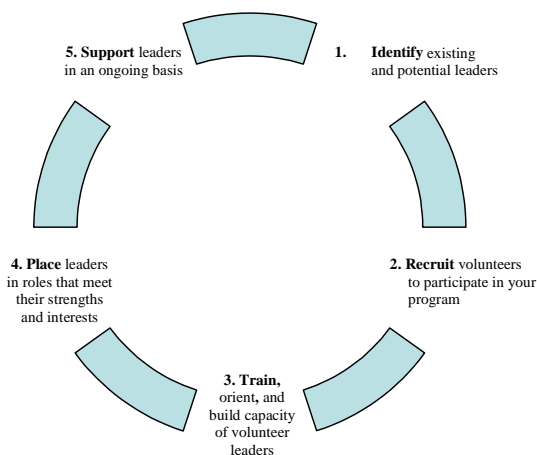 1. Identify existing
and potential leaders
2. Recruit volunteers
to participate in your
program
3. Train,
orient, and
build capacity
of volunteer
leaders
4. Place leaders
in roles that meet
their strengths
and interests
5. Support leaders
in an ongoing basis